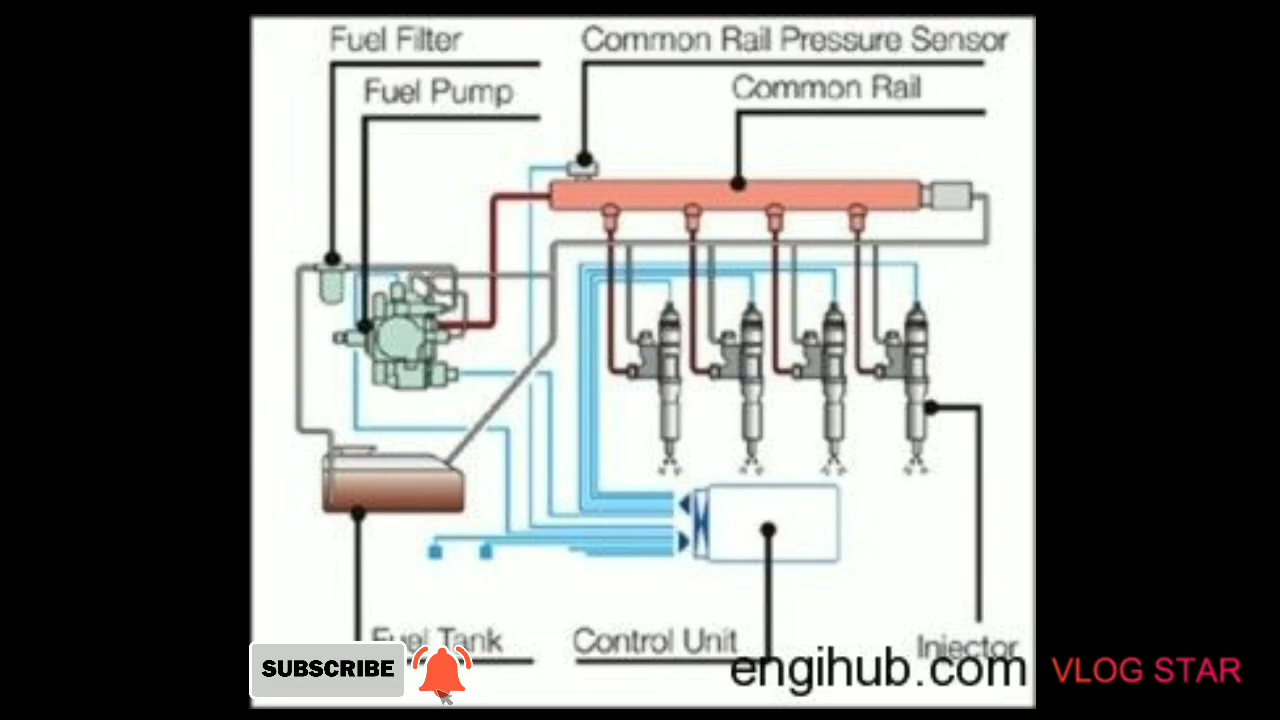 Fuel Filter
Common Rail Pressure Sensor
Fuel Pump
Common Rail
Fuel Tank
Control Unit
Injector
SUBSCRIBE
engihub.com
VLOG STAR